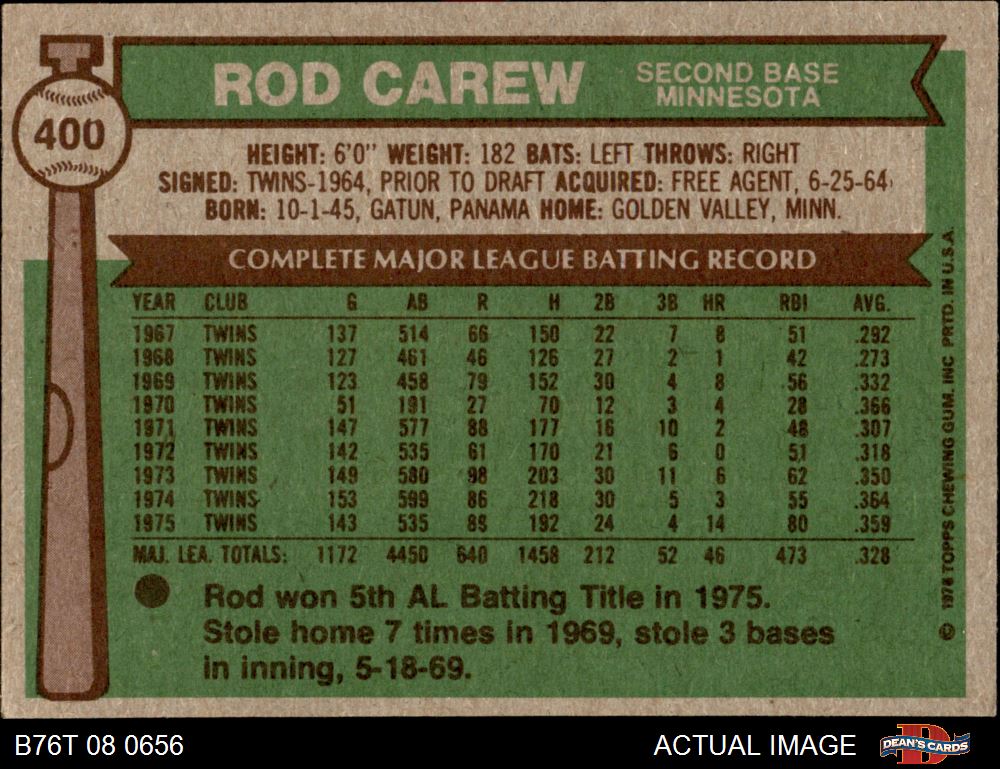 ROD CAREW SECOND BASE
MINNESOTA
400
HEIGHT: 6'0" WEIGHT: 182 BATS: LEFT THROWS: RIGHT
SIGNED: TWINS-1964, PRIOR TO DRAFT ACQUIRED: FREE AGENT, 6-25-64
BORN: 10-1-45, GATUN, PANAMA HOME: GOLDEN VALLEY, MINN.
COMPLETE MAJOR LEAGUE BATTING RECORD
YEAR CLUB G AB R H 2B 3B HR RBI AVG.
1967 TWINS 137 514 66 150 22 7 8 51 .292
1968 TWINS 127 461 46 126 27 2 1 42 .273
1969 TWINS 123 458 79 152 30 4 8 56 .332
1970 TWINS 51 191 27 70 12 3 4 28 .366
1971 TWINS 147 577 88 177 16 10 2 48 .307
1972 TWINS 142 535 61 170 21 6 0 51 .318
1973 TWINS 149 580 98 203 30 11 6 62 .350
1974 TWINS 153 599 86 218 30 5 3 55 .364
1975 TWINS 143 535 89 192 24 4 14 80 .359
MAJ. LEA. TOTALS: 1172 4450 640 1458 212 52 46 473 .328
Rod won 5th AL Batting Title in 1975.
Stole home 7 times in 1969, stole 3 bases
in inning, 5-18-69.
© 1976 TOPPS CHEWING GUM, INC PRTD. IN U.S.A.
B76T 08 0656 ACTUAL IMAGE DEAN'S CARDS